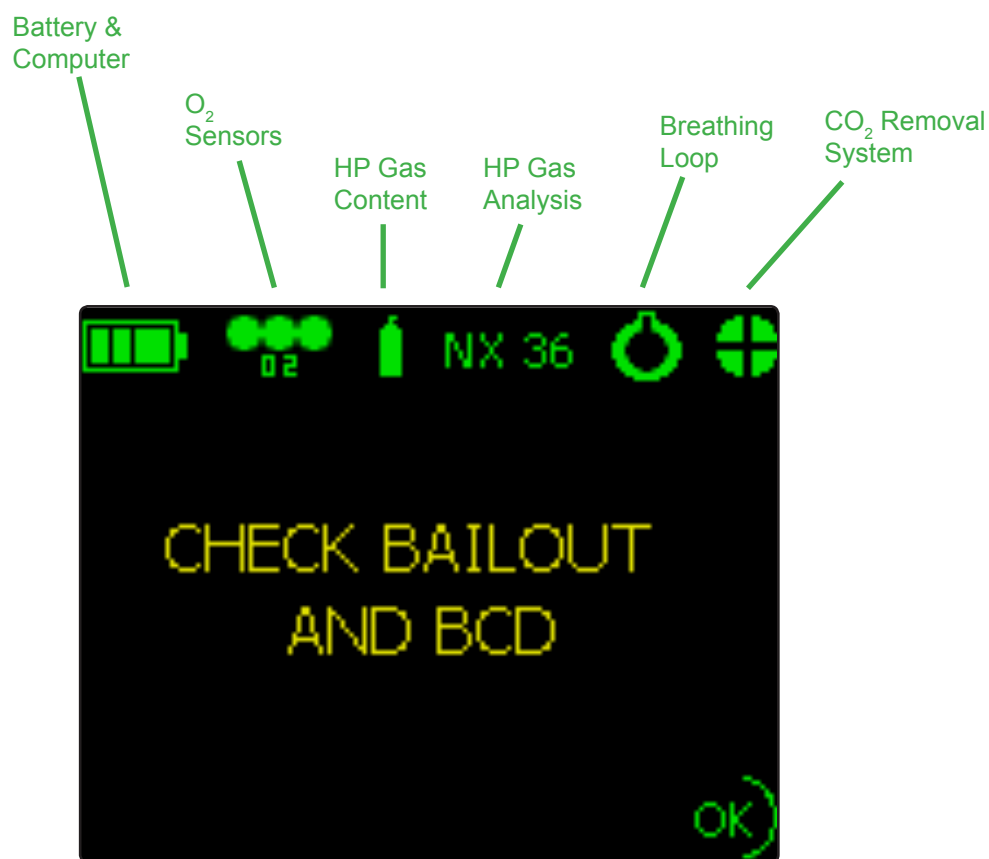 Battery &
Computer
O₂
Sensors
HP Gas
Content
HP Gas
Analysis
Breathing
Loop
CO₂ Removal
System
O2
NX 36
CHECK BAILOUT
AND BCD
OK